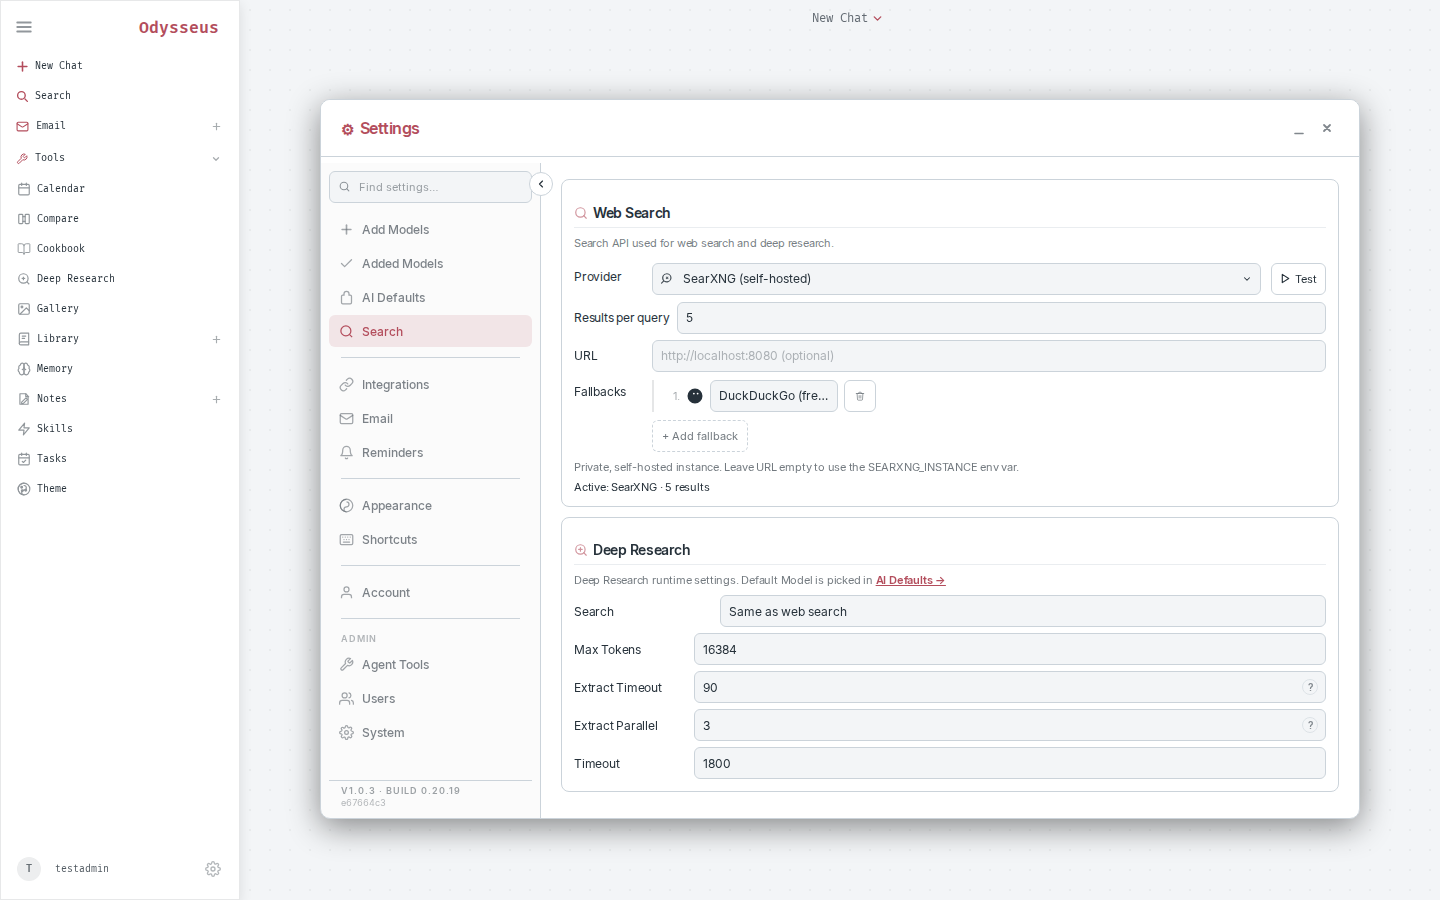 Odysseus
New Chat
Search
Email
Tools
Calendar
Compare
Cookbook
Deep Research
Gallery
Library
Memory
Notes
Skills
Tasks
Theme
T
testadmin
New Chat
Settings
Find settings...
Add Models
Added Models
AI Defaults
Search
Integrations
Email
Reminders
Appearance
Shortcuts
Account
ADMIN
Agent Tools
Users
System
V1.0.3 · BUILD 0.20.19
e67664c3
Web Search
Search API used for web search and deep research.
Provider
SearXNG (self-hosted)
Test
Results per query
5
URL
http://localhost:8080 (optional)
Fallbacks
1.
DuckDuckGo (fre...
+ Add fallback
Private, self-hosted instance. Leave URL empty to use the SEARXNG_INSTANCE env var.
Active: SearXNG · 5 results
Deep Research
Deep Research runtime settings. Default Model is picked in AI Defaults →
Search
Same as web search
Max Tokens
16384
Extract Timeout
90
?
Extract Parallel
3
?
Timeout
1800